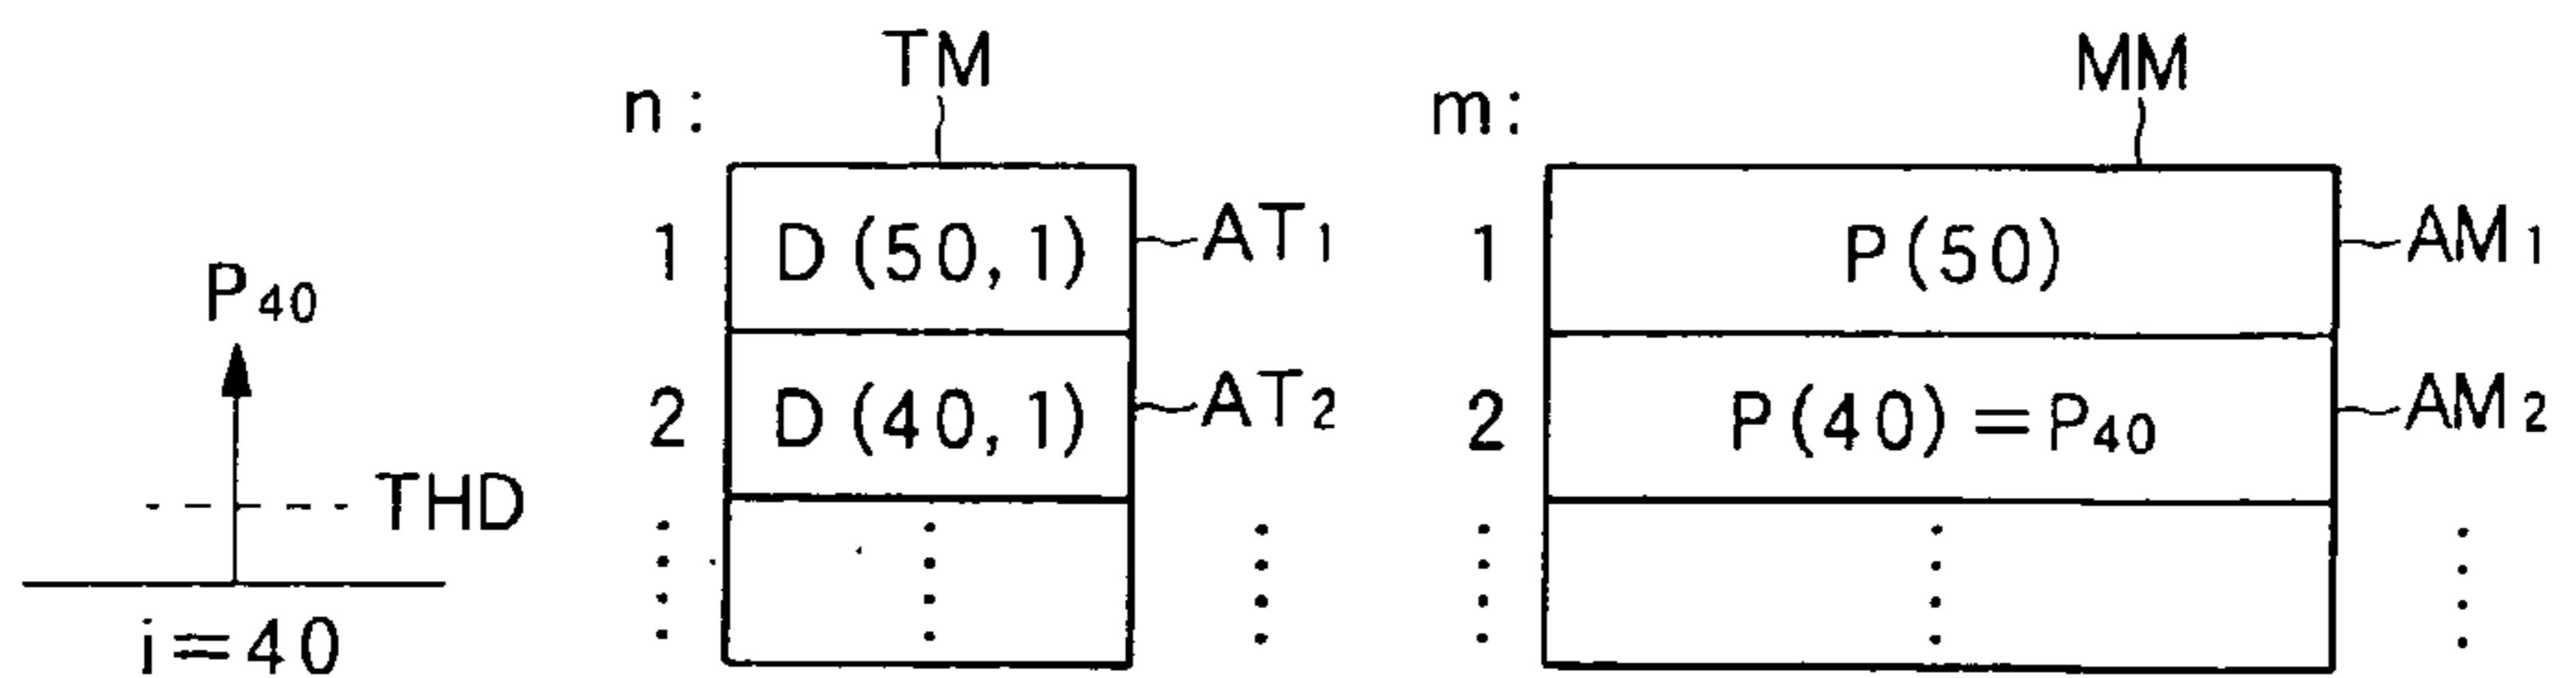 TM MM
n: m:
1 D(50,1) AT1 1 P(50) AM1
P40
2 D(40,1) AT2 2 P(40)=P40 AM2
THD
i=40